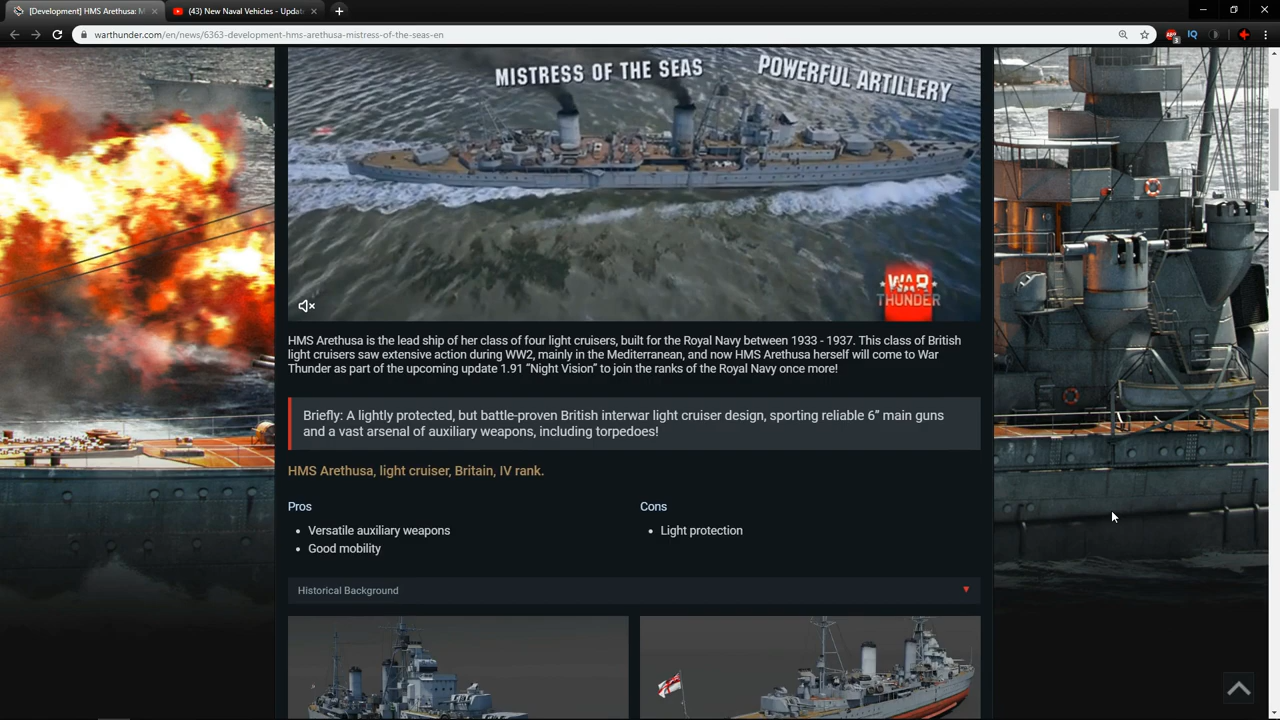 [Development] HMS Arethusa: M
(43) New Naval Vehicles - Updat
warthunder.com/en/news/6363-development-hms-arethusa-mistress-of-the-seas-en
ABP
3
IQ
MISTRESS OF THE SEAS
POWERFUL ARTILLERY
WAR
THUNDER
HMS Arethusa is the lead ship of her class of four light cruisers, built for the Royal Navy between 1933 - 1937. This class of British
light cruisers saw extensive action during WW2, mainly in the Mediterranean, and now HMS Arethusa herself will come to War
Thunder as part of the upcoming update 1.91 “Night Vision” to join the ranks of the Royal Navy once more!
Briefly: A lightly protected, but battle-proven British interwar light cruiser design, sporting reliable 6” main guns
and a vast arsenal of auxiliary weapons, including torpedoes!
HMS Arethusa, light cruiser, Britain, IV rank.
Pros
Versatile auxiliary weapons
Good mobility
Cons
Light protection
Historical Background